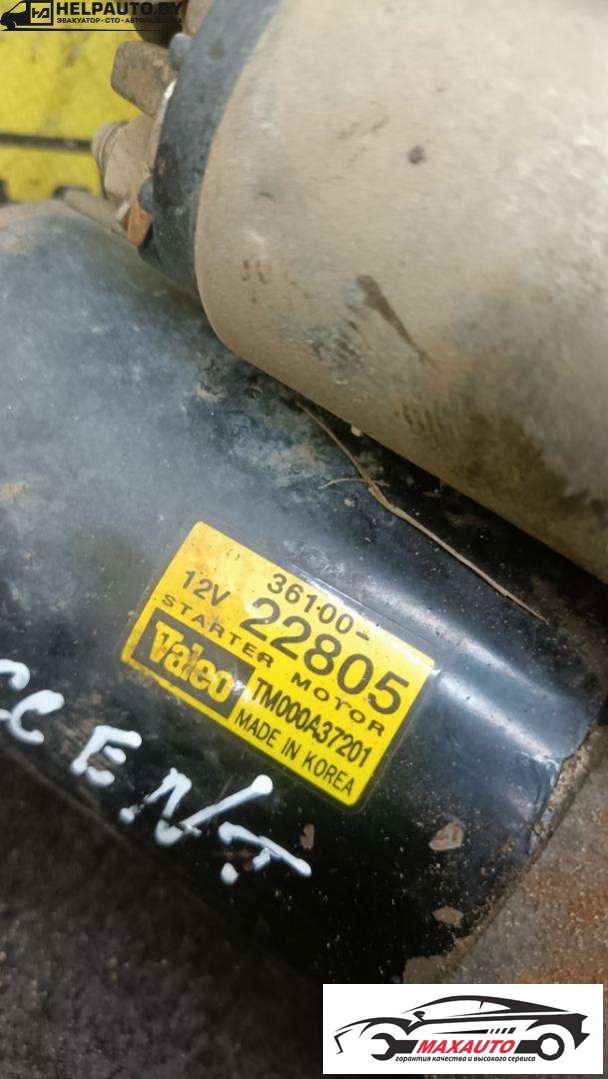 HELPAUTO.BY
ЭВАКУАТОР - СТО - АВТОРАЗБОРКА
36100-
12V 22805
STARTER MOTOR
Valeo TM000A37201
MADE IN KOREA
CCENT
MAXAUTO
гарантия качества и высокого сервиса